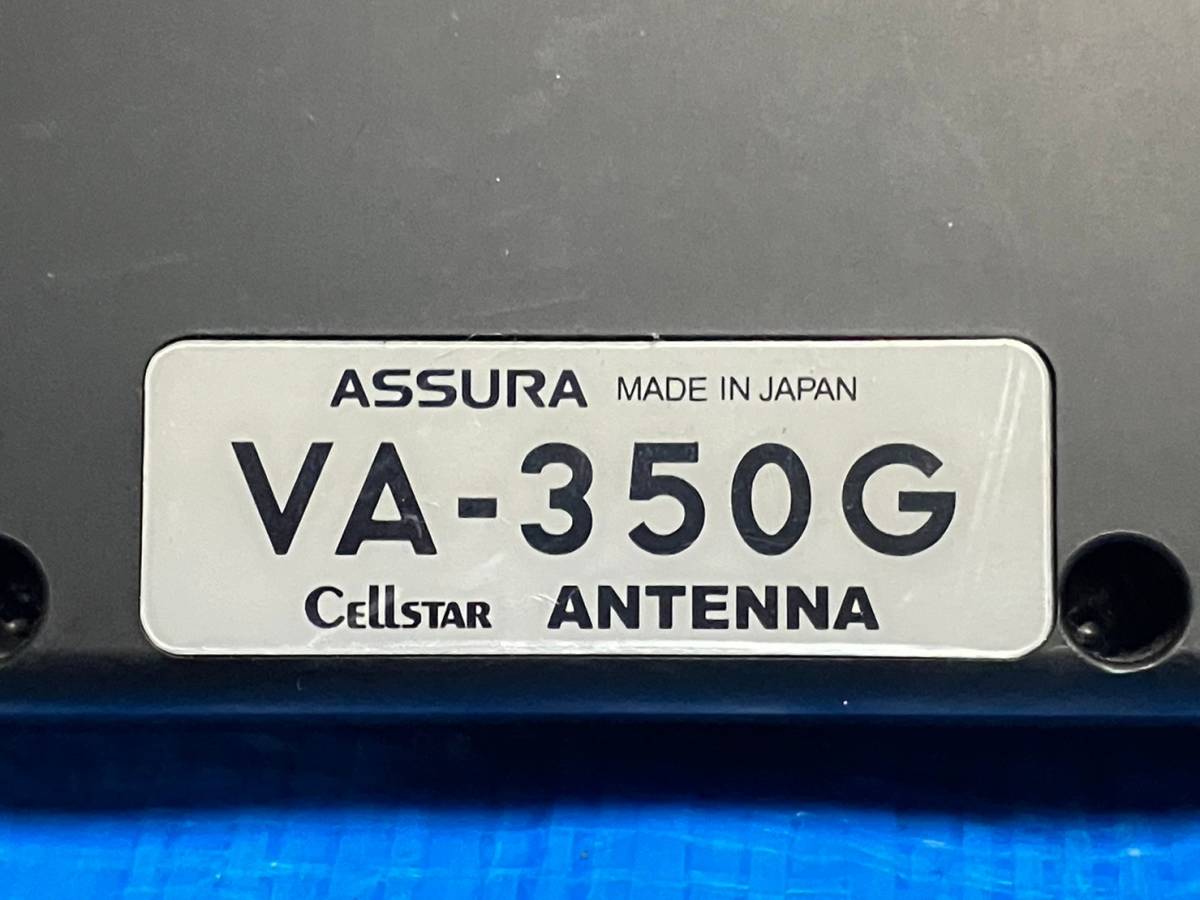 ASSURA MADE IN JAPAN
VA-350G
CELLSTAR ANTENNA